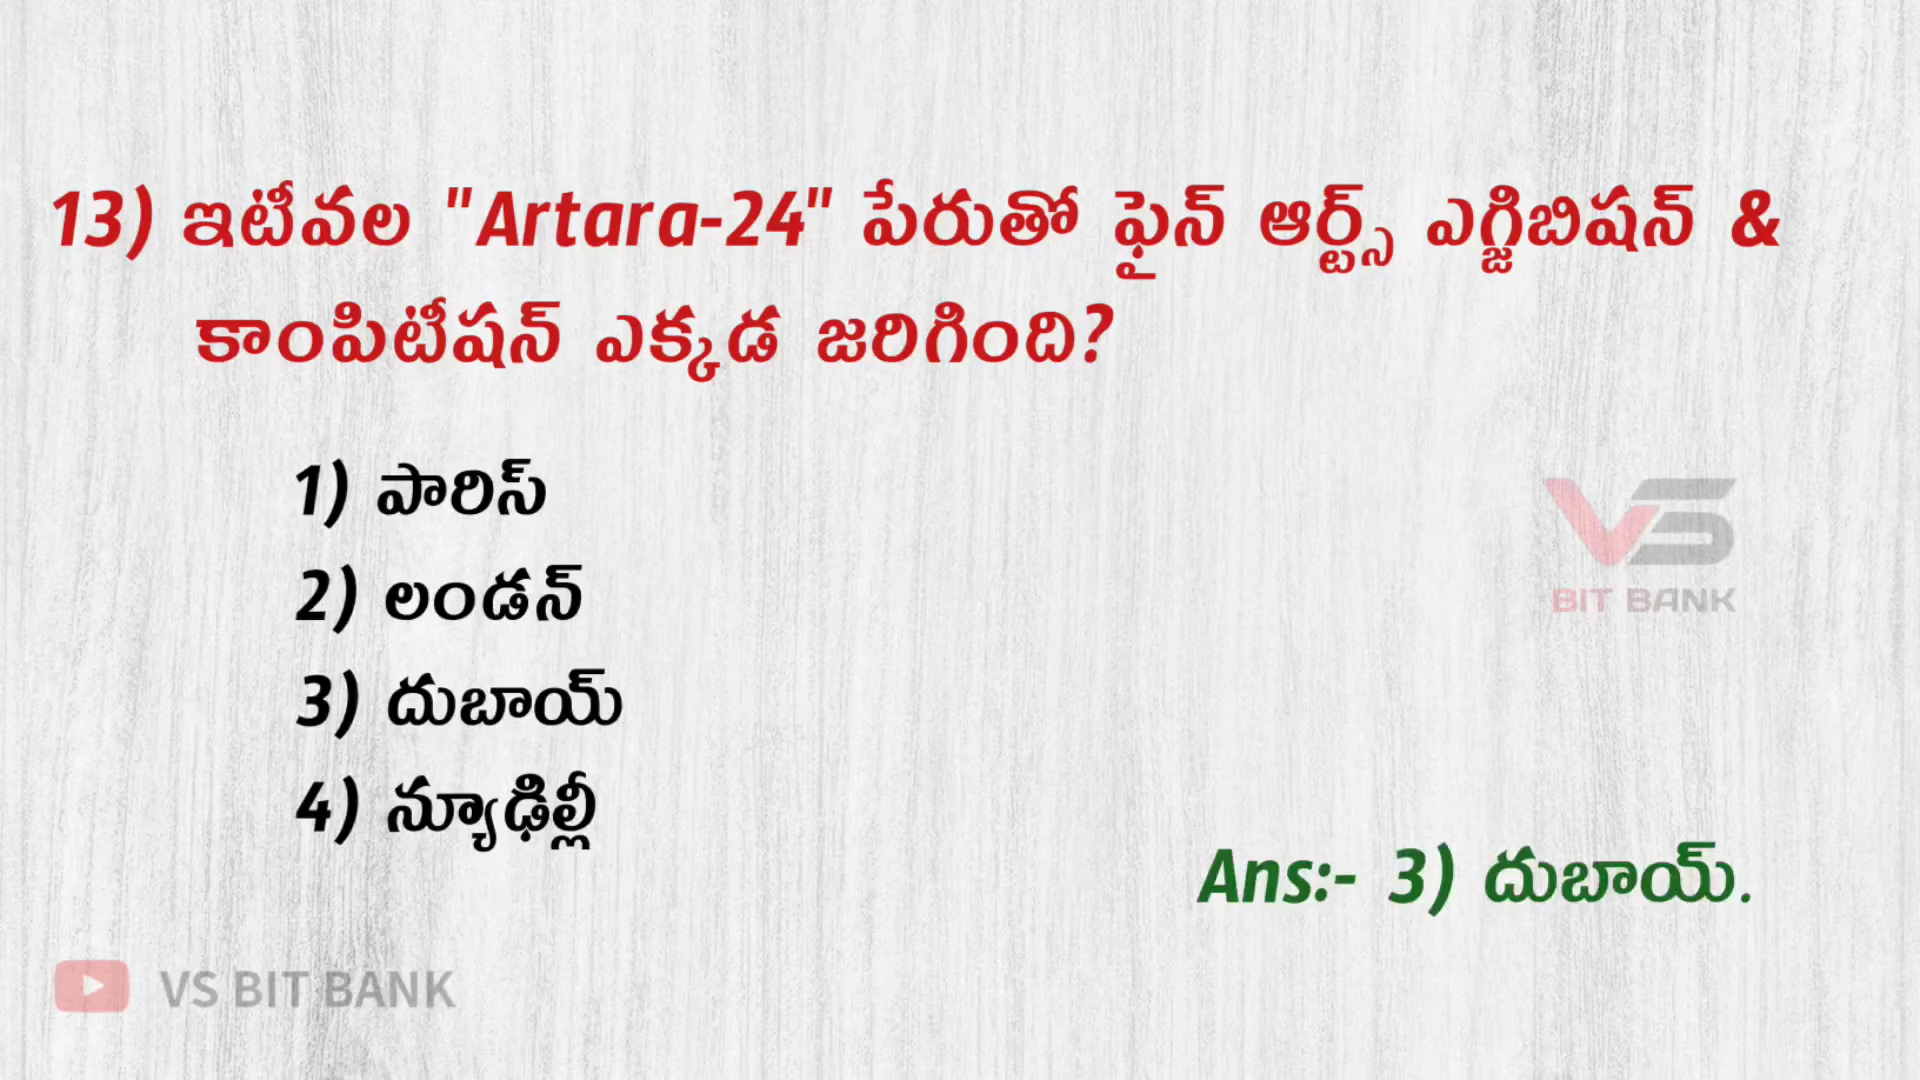 13) ఇటీవల "Artara-24" పేరుతో ఫైన్ ఆర్ట్స్ ఎగ్జిబిషన్ &
కాంపిటీషన్ ఎక్కడ జరిగింది?
1) పారిస్
2) లండన్
3) దుబాయ్
4) న్యూఢిల్లీ
VS
BIT BANK
Ans:- 3) దుబాయ్.
VS BIT BANK